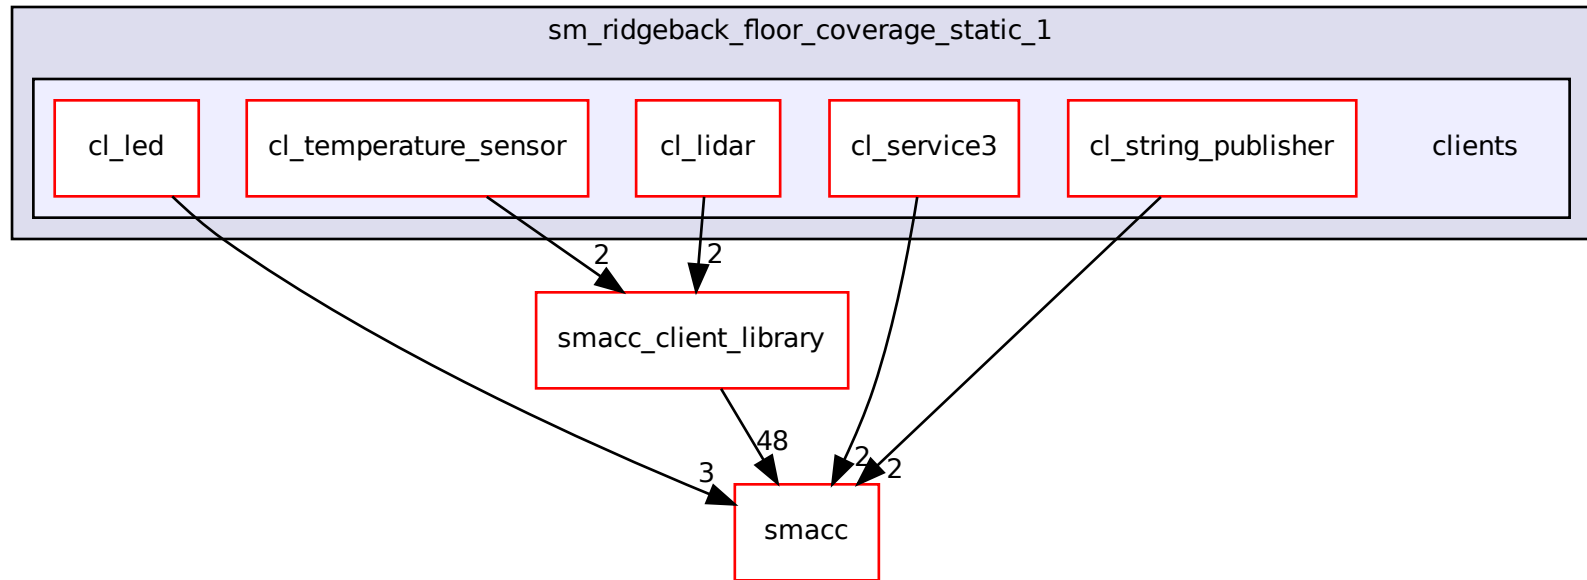 sm_ridgeback_floor_coverage_static_1
cl_led
cl_temperature_sensor
cl_lidar
cl_service3
cl_string_publisher
clients
2
2
smacc_client_library
48
3
2
2
smacc